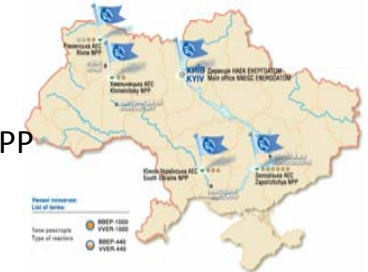 Рівненська АЕС
Rivne NPP
Хмельницька АЕС
Khmelnitsky NPP
КИЇВ Дирекція НАЕК ЕНЕРГОАТОМ
KYIV Main office NNEGC ENERGOATOM
PP
Южно-Українська АЕС
South Ukraine NPP
Запорізька АЕС
Zaporizhzhya NPP
Умовні позначення:
List of terms:
Типи реакторів
Type of reactors
ВВЕР-1000
VVER-1000
ВВЕР-440
VVER-440